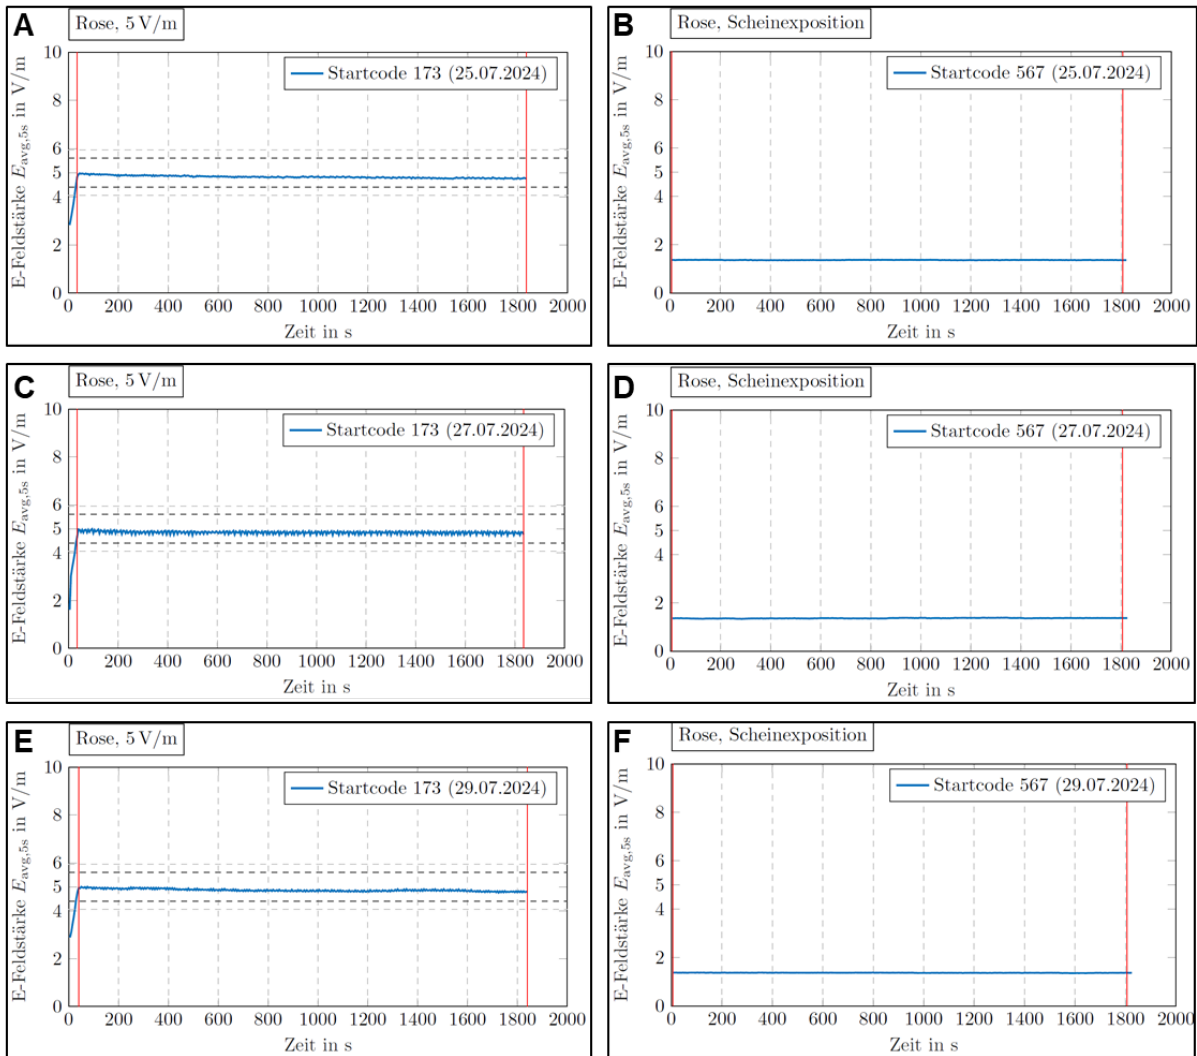 A
Rose, 5 V/m
E-Feldstärke E_avg,5s in V/m
10
8
6
5
4
2
0
Startcode 173 (25.07.2024)
0 200 400 600 800 1000 1200 1400 1600 1800 2000
Zeit in s
B
Rose, Scheinexposition
E-Feldstärke E_avg,5s in V/m
10
8
6
4
2
0
Startcode 567 (25.07.2024)
0 200 400 600 800 1000 1200 1400 1600 1800 2000
Zeit in s
C
Rose, 5 V/m
E-Feldstärke E_avg,5s in V/m
10
8
6
5
4
2
0
Startcode 173 (27.07.2024)
0 200 400 600 800 1000 1200 1400 1600 1800 2000
Zeit in s
D
Rose, Scheinexposition
E-Feldstärke E_avg,5s in V/m
10
8
6
4
2
0
Startcode 567 (27.07.2024)
0 200 400 600 800 1000 1200 1400 1600 1800 2000
Zeit in s
E
Rose, 5 V/m
E-Feldstärke E_avg,5s in V/m
10
8
6
5
4
2
0
Startcode 173 (29.07.2024)
0 200 400 600 800 1000 1200 1400 1600 1800 2000
Zeit in s
F
Rose, Scheinexposition
E-Feldstärke E_avg,5s in V/m
10
8
6
4
2
0
Startcode 567 (29.07.2024)
0 200 400 600 800 1000 1200 1400 1600 1800 2000
Zeit in s